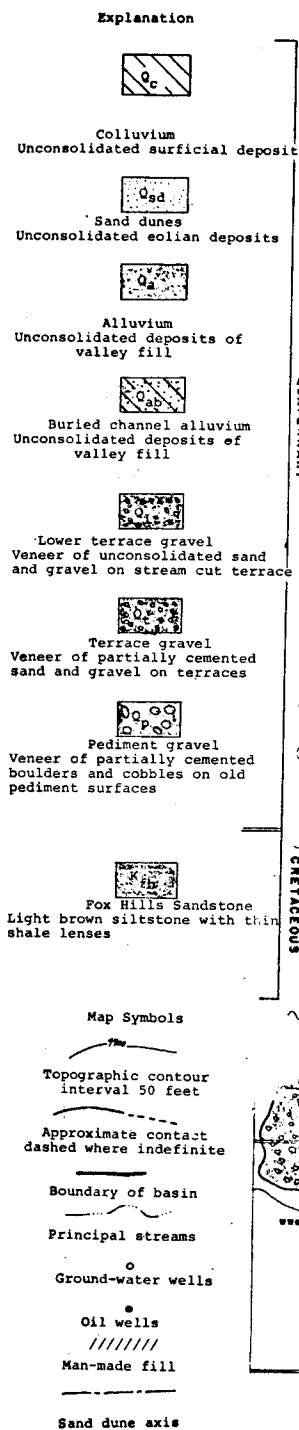 Explanation
Qc
Colluvium
Unconsolidated surficial deposit
Qsd
Sand dunes
Unconsolidated eolian deposits
Qa
Alluvium
Unconsolidated deposits of
valley fill
Qab
Buried channel alluvium
Unconsolidated deposits of
valley fill
Lower terrace gravel
Veneer of unconsolidated sand
and gravel on stream cut terrace
Terrace gravel
Veneer of partially cemented
sand and gravel on terraces
Qp
Pediment gravel
Veneer of partially cemented
boulders and cobbles on old
pediment surfaces
CRETACEOUS
Fox Hills Sandstone
Light brown siltstone with thin
shale lenses
Map Symbols
Topographic contour
interval 50 feet
Approximate contact
dashed where indefinite
Boundary of basin
Principal streams
Ground-water wells
Oil wells
Man-made fill
Sand dune axis